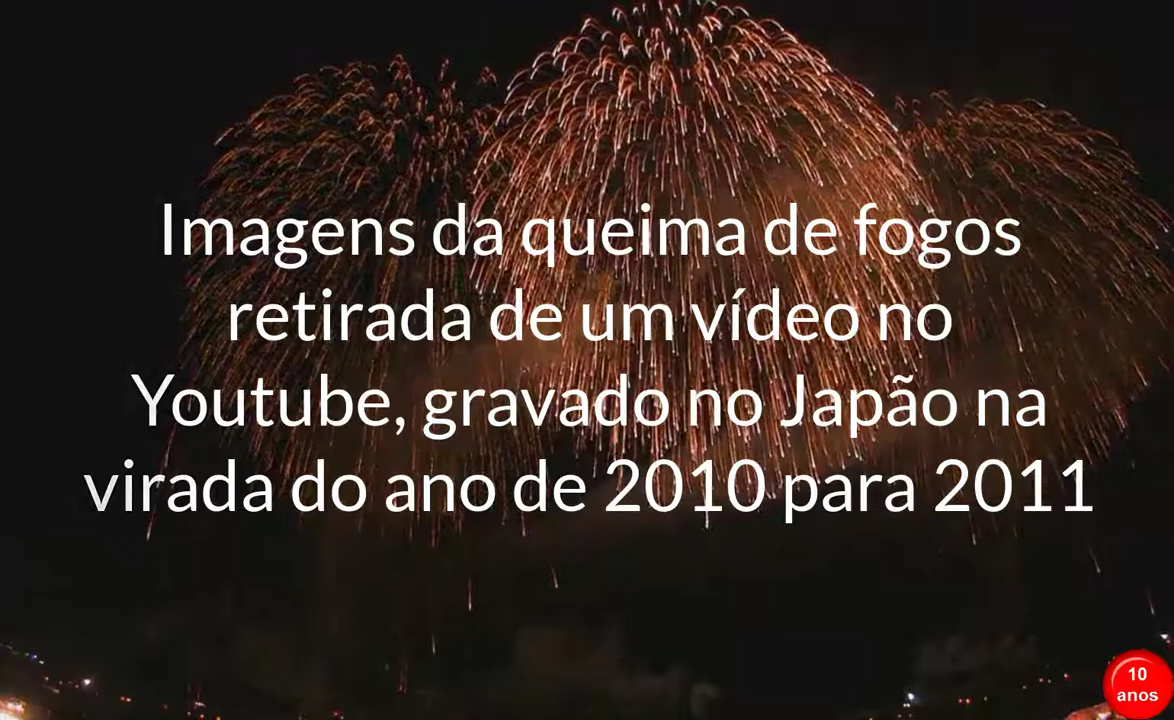 Imagens da queima de fogos
retirada de um vídeo no
Youtube, gravado no Japão na
virada do ano de 2010 para 2011
10
anos